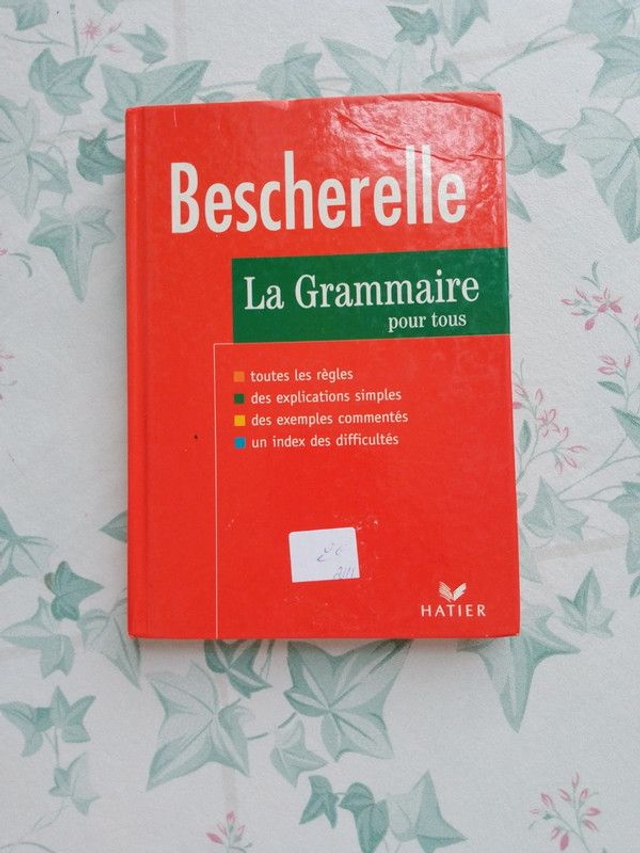 Bescherelle
La Grammaire
pour tous
toutes les règles
des explications simples
des exemples commentés
un index des difficultés
HATIER